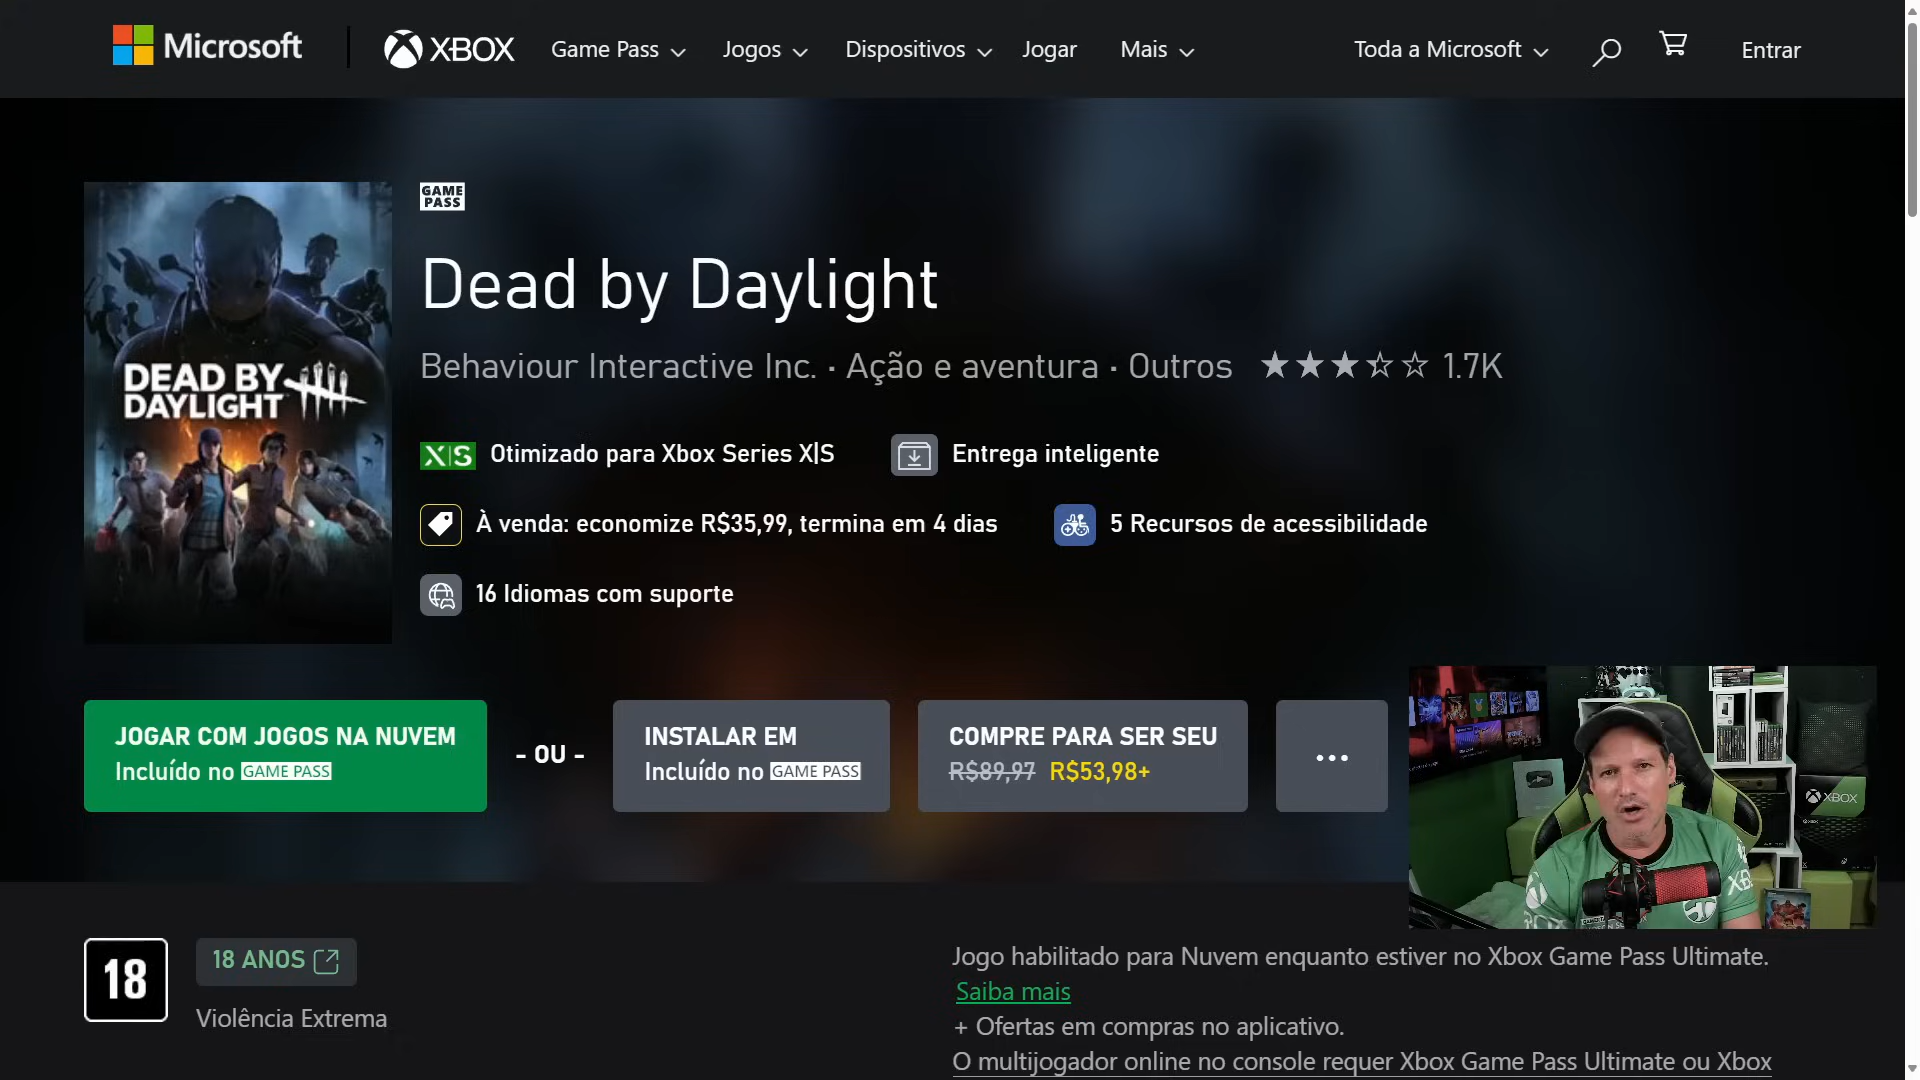 Microsoft
XBOX
Game Pass
Jogos
Dispositivos
Jogar
Mais
Toda a Microsoft
Entrar
GAME
PASS
Dead by Daylight
DEAD BY
DAYLIGHT
Behaviour Interactive Inc. • Ação e aventura • Outros ★★★☆☆ 1.7K
X|S Otimizado para Xbox Series X|S
Entrega inteligente
À venda: economize R$35,99, termina em 4 dias
5 Recursos de acessibilidade
16 Idiomas com suporte
JOGAR COM JOGOS NA NUVEM
Incluído no GAME PASS
- OU -
INSTALAR EM
Incluído no GAME PASS
COMPRE PARA SER SEU
R$89,97 R$53,98+
...
XBOX
18
18 ANOS
Violência Extrema
Jogo habilitado para Nuvem enquanto estiver no Xbox Game Pass Ultimate.
Saiba mais
+ Ofertas em compras no aplicativo.
O multijogador online no console requer Xbox Game Pass Ultimate ou Xbox